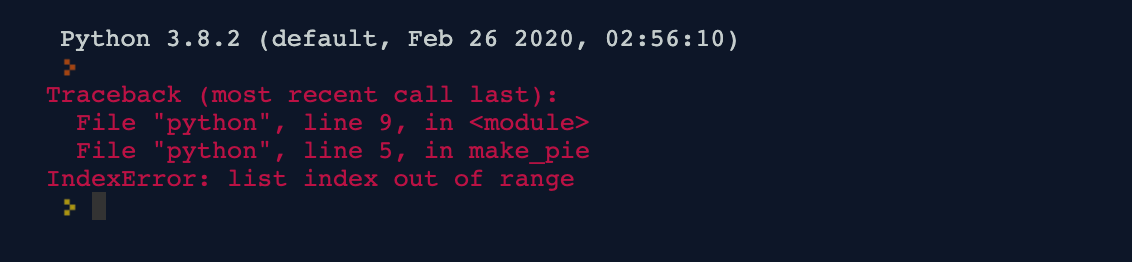 Python 3.8.2 (default, Feb 26 2020, 02:56:10)
>
Traceback (most recent call last):
  File "python", line 9, in <module>
  File "python", line 5, in make_pie
IndexError: list index out of range
>